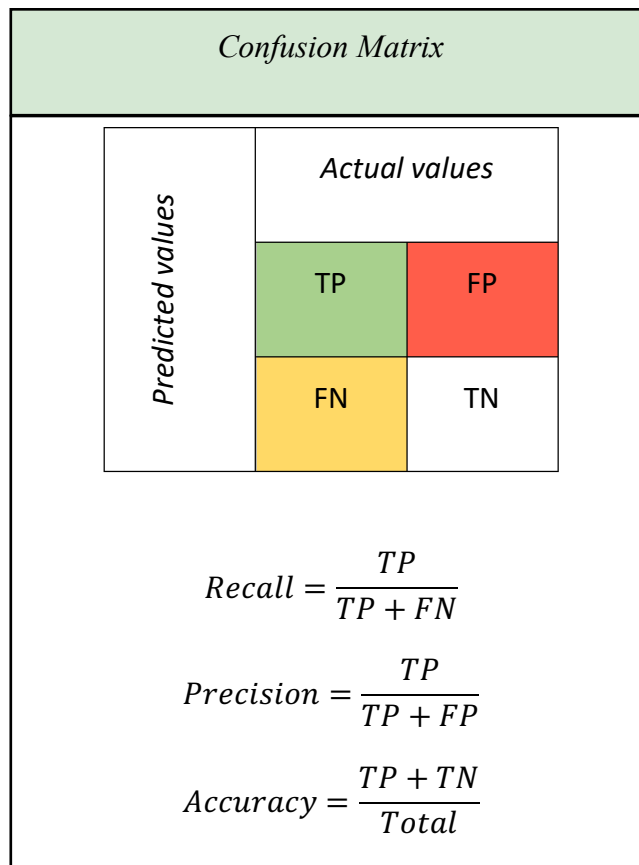 Confusion Matrix
Predicted values
Actual values
TP FP
FN TN
Recall = TP / (TP + FN)
Precision = TP / (TP + FP)
Accuracy = (TP + TN) / Total